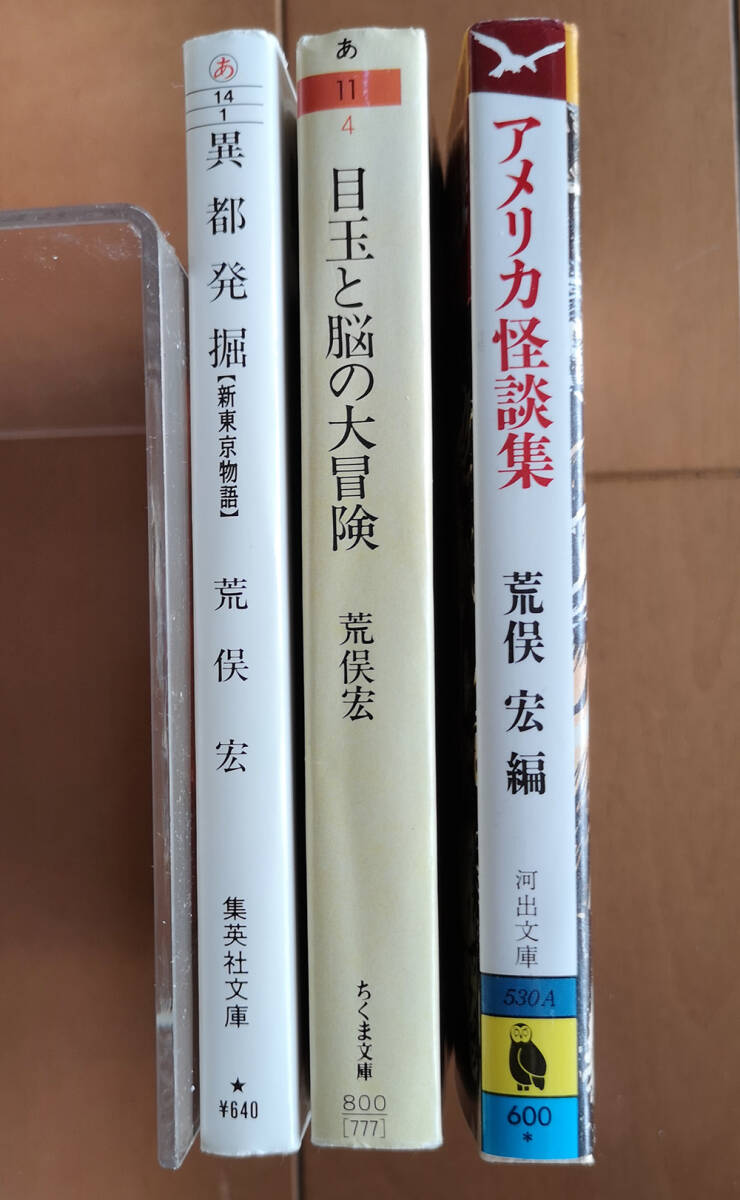 あ
14
1
異都発掘
【新東京物語】
荒俣宏
集英社文庫
★
¥640
あ
11
4
目玉と脳の大冒険
荒俣宏
ちくま文庫
800
[777]
アメリカ怪談集
荒俣宏編
河出文庫
530A
600
*